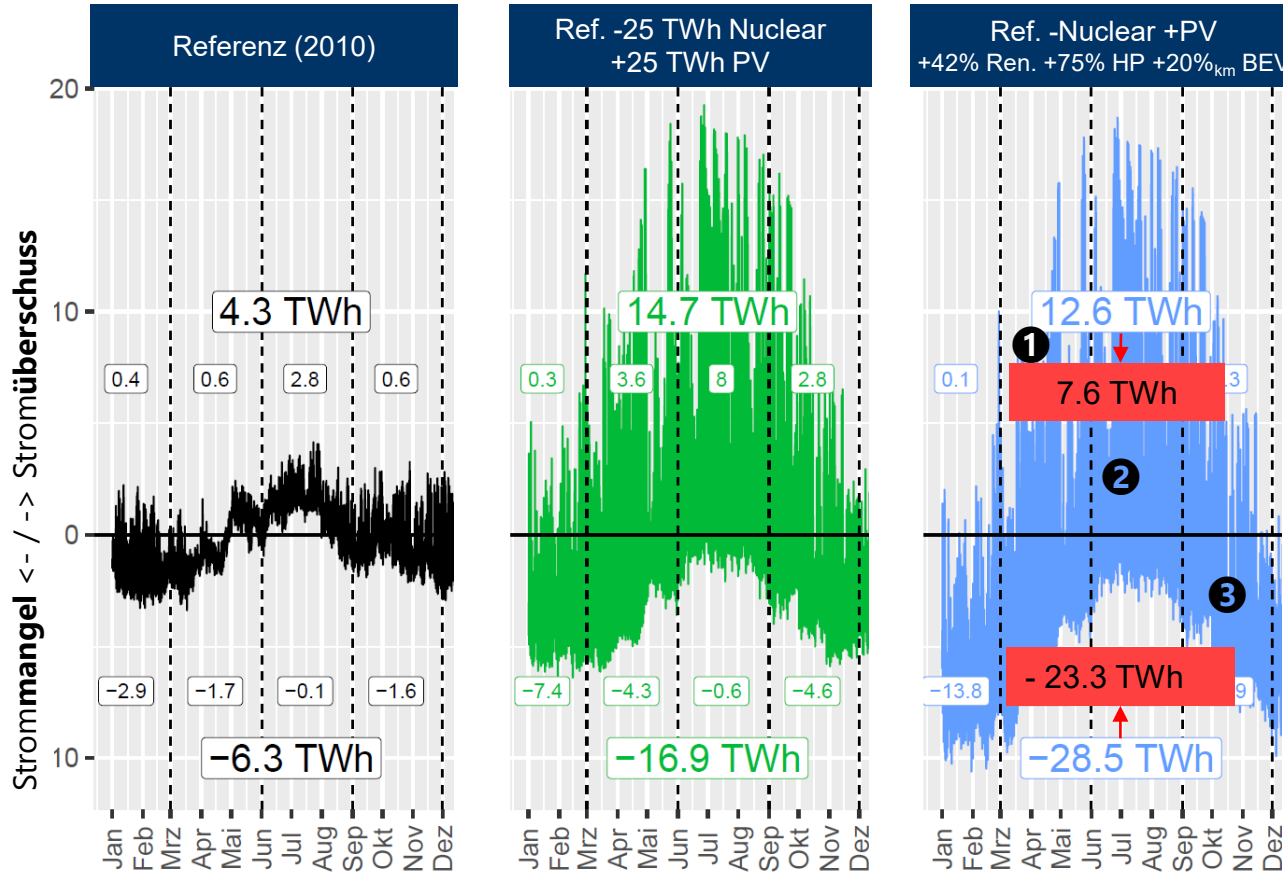 Referenz (2010)
Ref. -25 TWh Nuclear
+25 TWh PV
Ref. -Nuclear +PV
+42% Ren. +75% HP +20%km BEV
Strommangel <- / -> Stromüberschuss
20
10
0
10
4.3 TWh
0.4 0.6 2.8 0.6
−2.9 −1.7 −0.1 −1.6
−6.3 TWh
Jan Feb Mrz Apr Mai Jun Jul Aug Sep Okt Nov Dez
14.7 TWh
0.3 3.6 8 2.8
−7.4 −4.3 −0.6 −4.6
−16.9 TWh
Jan Feb Mrz Apr Mai Jun Jul Aug Sep Okt Nov Dez
12.6 TWh
1
0.1 .3
7.6 TWh
2
3
- 23.3 TWh
−13.8 9
−28.5 TWh
Jan Feb Mrz Apr Mai Jun Jul Aug Sep Okt Nov Dez